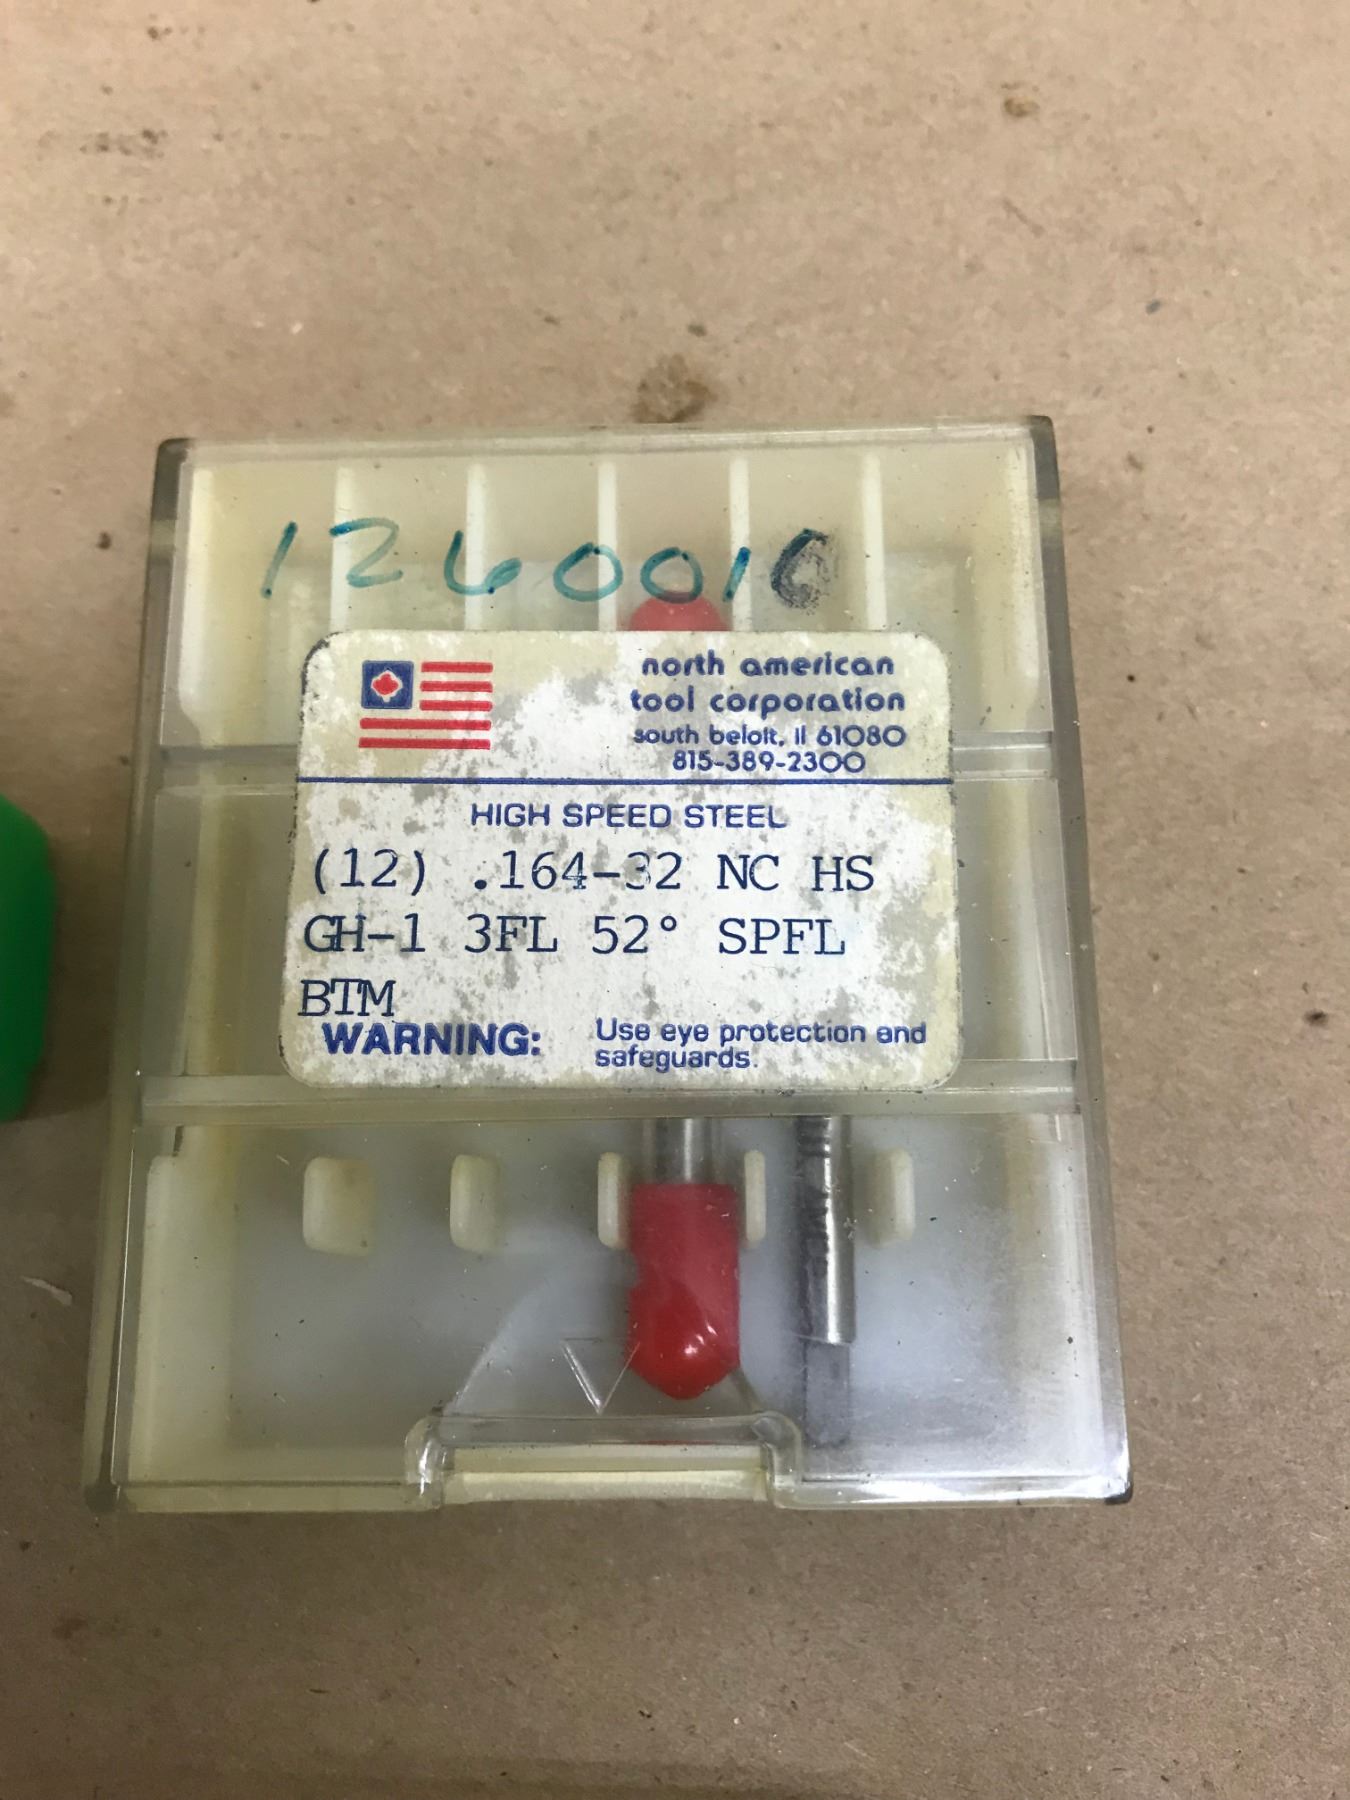 1260010
north american
tool corporation
south beloit, il 61080
815-389-2300
HIGH SPEED STEEL
(12) .164-32 NC HS
GH-1 3FL 52° SPFL
BTM
WARNING: Use eye protection and
safeguards.